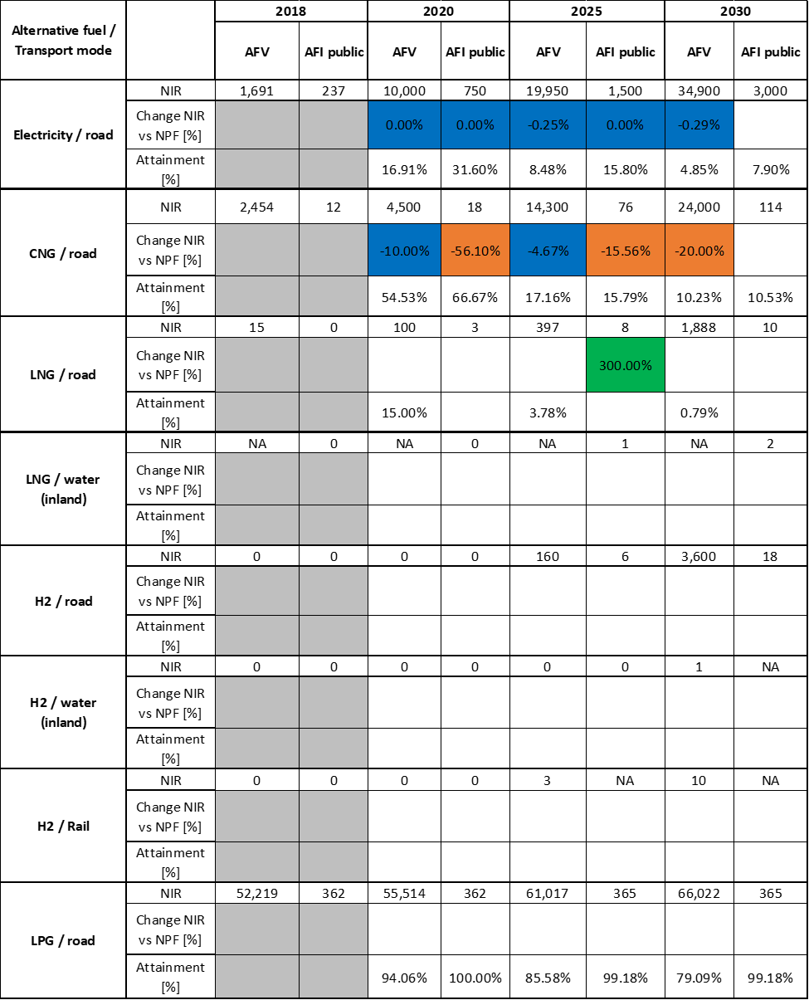 Alternative fuel /
Transport mode
2018 2020 2025 2030
AFV AFI public AFV AFI public AFV AFI public AFV AFI public
Electricity / road
NIR 1,691 237 10,000 750 19,950 1,500 34,900 3,000
Change NIR
vs NPF [%]
0.00% 0.00% -0.25% 0.00% -0.29%
Attainment
[%]
16.91% 31.60% 8.48% 15.80% 4.85% 7.90%
CNG / road
NIR 2,454 12 4,500 18 14,300 76 24,000 114
Change NIR
vs NPF [%]
-10.00% -56.10% -4.67% -15.56% -20.00%
Attainment
[%]
54.53% 66.67% 17.16% 15.79% 10.23% 10.53%
LNG / road
NIR 15 0 100 3 397 8 1,888 10
Change NIR
vs NPF [%]
300.00%
Attainment
[%]
15.00% 3.78% 0.79%
LNG / water
(inland)
NIR NA 0 NA 0 NA 1 NA 2
Change NIR
vs NPF [%]
Attainment
[%]
H2 / road
NIR 0 0 0 0 160 6 3,600 18
Change NIR
vs NPF [%]
Attainment
[%]
H2 / water
(inland)
NIR 0 0 0 0 0 0 1 NA
Change NIR
vs NPF [%]
Attainment
[%]
H2 / Rail
NIR 0 0 0 0 3 NA 10 NA
Change NIR
vs NPF [%]
Attainment
[%]
LPG / road
NIR 52,219 362 55,514 362 61,017 365 66,022 365
Change NIR
vs NPF [%]
Attainment
[%]
94.06% 100.00% 85.58% 99.18% 79.09% 99.18%